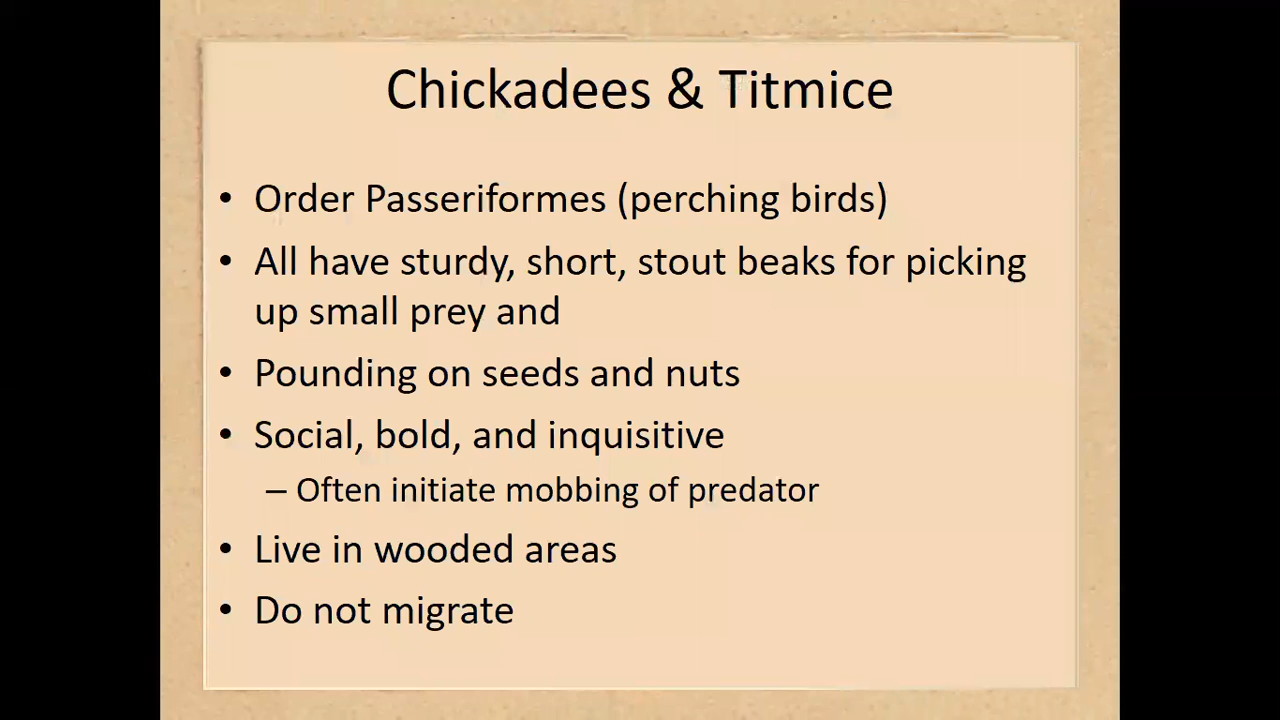 Chickadees & Titmice
• Order Passeriformes (perching birds)
• All have sturdy, short, stout beaks for picking
up small prey and
• Pounding on seeds and nuts
• Social, bold, and inquisitive
– Often initiate mobbing of predator
• Live in wooded areas
• Do not migrate